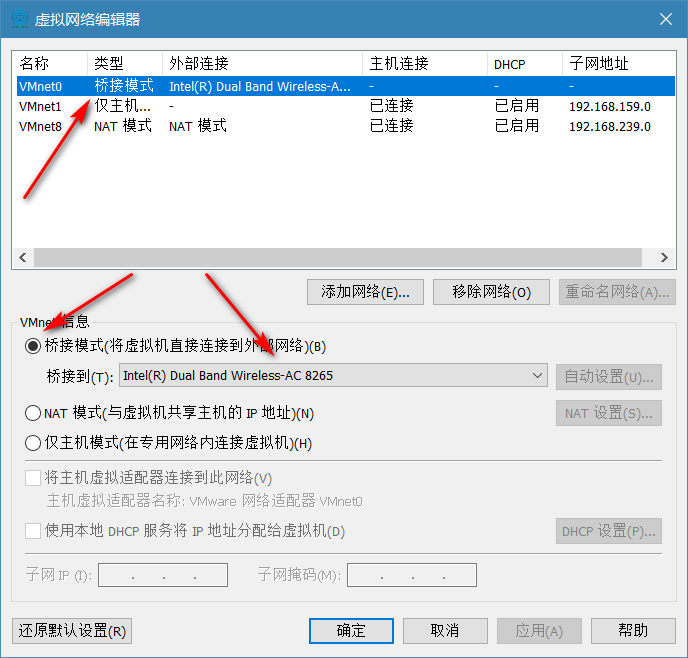 虚拟网络编辑器
名称 类型 外部连接 主机连接 DHCP 子网地址
VMnet0 桥接模式 Intel(R) Dual Band Wireless-A... - - -
VMnet1 仅主机... - 已连接 已启用 192.168.159.0
VMnet8 NAT 模式 NAT 模式 已连接 已启用 192.168.239.0
添加网络(E)... 移除网络(O) 重命名网络(A)...
VMnet 信息
桥接模式(将虚拟机直接连接到外部网络)(B)
桥接到(T): Intel(R) Dual Band Wireless-AC 8265 自动设置(U)...
NAT 模式(与虚拟机共享主机的 IP 地址)(N) NAT 设置(S)...
仅主机模式(在专用网络内连接虚拟机)(H)
将主机虚拟适配器连接到此网络(V)
主机虚拟适配器名称: VMware 网络适配器 VMnet0
使用本地 DHCP 服务将 IP 地址分配给虚拟机(D) DHCP 设置(P)...
子网 IP (I): . . . 子网掩码(M): . . .
还原默认设置(R) 确定 取消 应用(A) 帮助